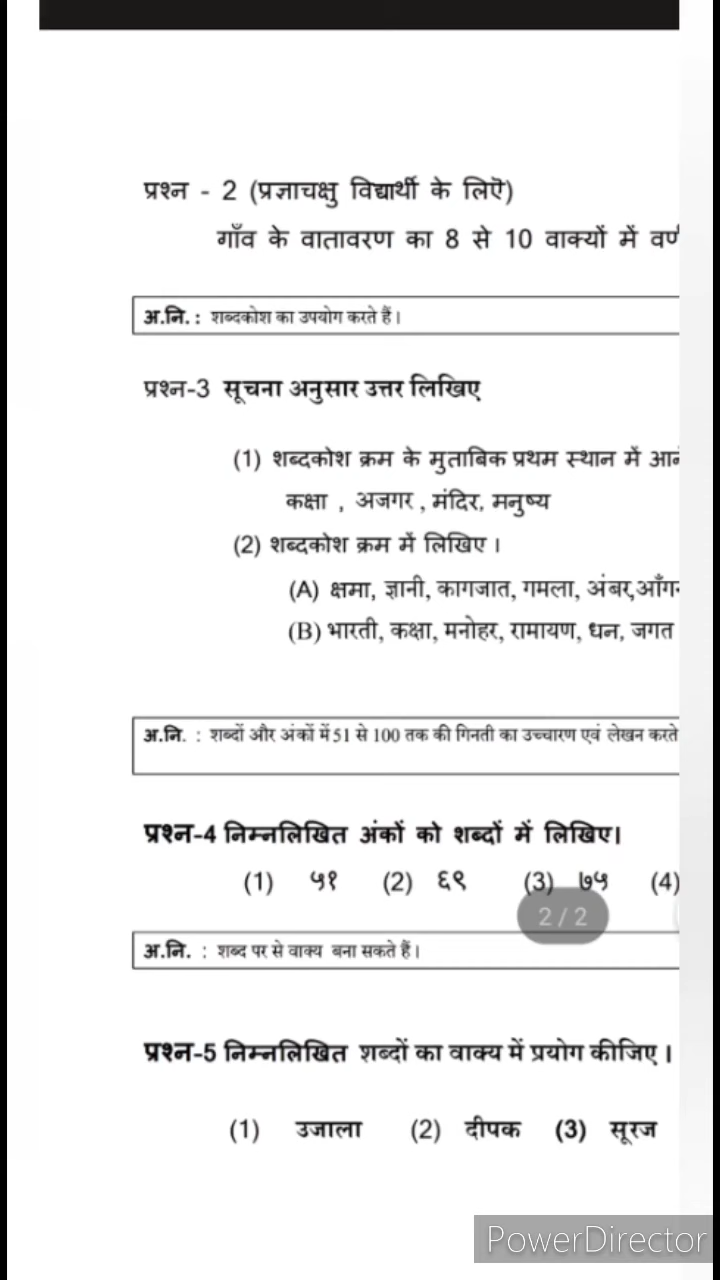 प्रश्न - 2 (प्रज्ञाचक्षु विद्यार्थी के लिऎ)
गाँव के वातावरण का 8 से 10 वाक्यों में
अ.नि. : शब्दकोश का उपयोग करते हैं।
प्रश्न-3 सूचना अनुसार उत्तर लिखिए
(1) शब्दकोश क्रम के मुताबिक प्रथम स्थान में
कक्षा , अजगर , मंदिर, मनुष्य
(2) शब्दकोश क्रम में लिखिए ।
(A) क्षमा, ज्ञानी, कागजात, गमला, अंबर,
(B) भारती, कक्षा, मनोहर, रामायण, धन, जगत
अ.नि. : शब्दों और अंकों में 51 से 100 तक की गिनती का उच्चारण एवं लेखन करते
प्रश्न-4 निम्नलिखित अंकों को शब्दों में लिखिए।
(1) ५१ (2) ६९ (3) ७५ (4)
2 / 2
अ.नि. : शब्द पर से वाक्य बना सकते हैं।
प्रश्न-5 निम्नलिखित शब्दों का वाक्य में प्रयोग कीजिए ।
(1) उजाला (2) दीपक (3) सूरज
PowerDirector